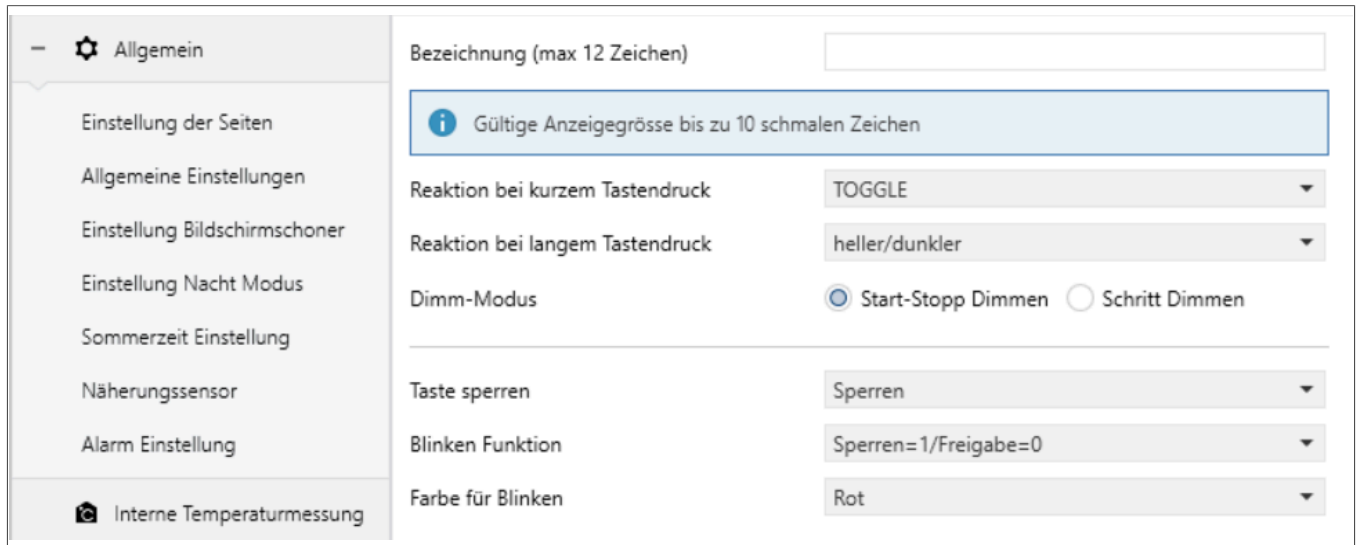 Allgemein
Einstellung der Seiten
Allgemeine Einstellungen
Einstellung Bildschirmschoner
Einstellung Nacht Modus
Sommerzeit Einstellung
Näherungssensor
Alarm Einstellung
Interne Temperaturmessung
Bezeichnung (max 12 Zeichen)
Gültige Anzeigegrösse bis zu 10 schmalen Zeichen
Reaktion bei kurzem Tastendruck TOGGLE
Reaktion bei langem Tastendruck heller/dunkler
Dimm-Modus Start-Stopp Dimmen Schritt Dimmen
Taste sperren Sperren
Blinken Funktion Sperren=1/Freigabe=0
Farbe für Blinken Rot